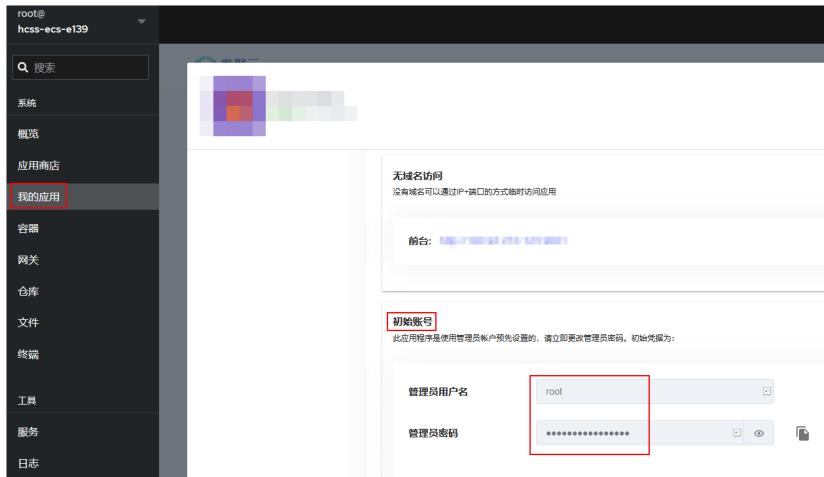 root@
hcss-ecs-e139
搜索
系统
概览
应用商店
我的应用
容器
网关
仓库
文件
终端
工具
服务
日志
无域名访问
没有域名可以通过IP+端口的方式临时访问应用
前台:
初始账号
此应用程序是使用管理员帐户预先设置的，请立即更改管理员密码。初始凭据为:
管理员用户名
root
管理员密码
••••••••••••••••